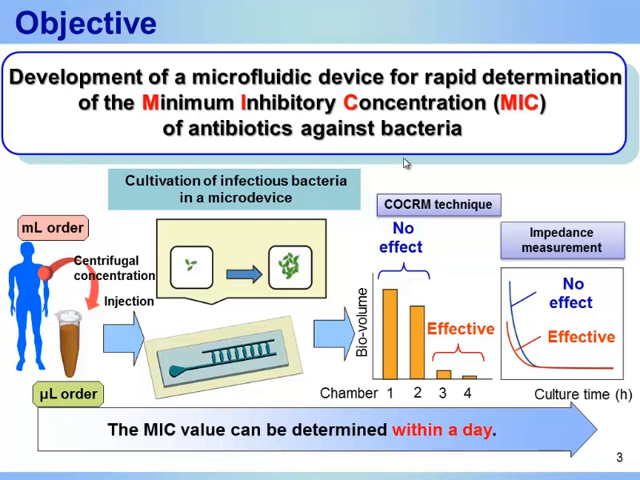 Objective
Development of a microfluidic device for rapid determination
of the Minimum Inhibitory Concentration (MIC)
of antibiotics against bacteria
Cultivation of infectious bacteria
in a microdevice
COCRM technique
Impedance
measurement
mL order
Centrifugal
concentration
Injection
μL order
No
effect
Effective
Bio-volume
Chamber 1 2 3 4
No
effect
Effective
Culture time (h)
The MIC value can be determined within a day.
3